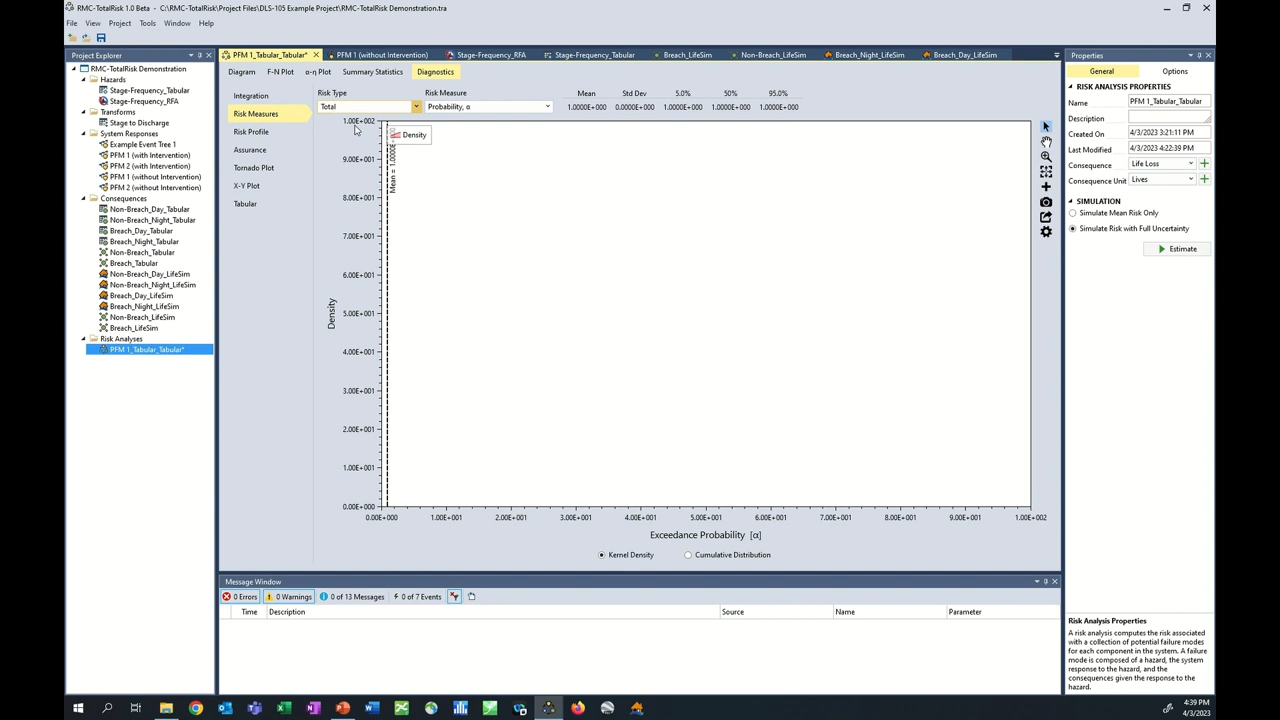 RMC-TotalRisk 1.0 Beta - C:\RMC-TotalRisk\Project Files\DLS-105 Example Project\RMC-TotalRisk Demonstration.tra
File View Project Tools Window Help
Project Explorer
RMC-TotalRisk Demonstration
Hazards
Stage-Frequency_Tabular
Stage-Frequency_RFA
Transforms
Stage to Discharge
System Responses
Example Event Tree 1
PFM 1 (with Intervention)
PFM 2 (with Intervention)
PFM 1 (without Intervention)
PFM 2 (without Intervention)
Consequences
Non-Breach_Day_Tabular
Non-Breach_Night_Tabular
Breach_Day_Tabular
Breach_Night_Tabular
Non-Breach_Tabular
Breach_Tabular
Non-Breach_Day_LifeSim
Non-Breach_Night_LifeSim
Breach_Day_LifeSim
Breach_Night_LifeSim
Non-Breach_LifeSim
Breach_LifeSim
Risk Analyses
PFM 1_Tabular_Tabular*
PFM 1_Tabular_Tabular* PFM 1 (without Intervention) Stage-Frequency_RFA Stage-Frequency_Tabular Breach_LifeSim Non-Breach_LifeSim Breach_Night_LifeSim Breach_Day_LifeSim
Diagram F-N Plot α-η Plot Summary Statistics Diagnostics
Integration
Risk Measures
Risk Profile
Assurance
Tornado Plot
X-Y Plot
Tabular
Risk Type Risk Measure Mean Std Dev 5.0% 50% 95.0%
Total Probability, α 1.0000E+000 0.0000E+000 1.0000E+000 1.0000E+000 1.0000E+000
1.00E+002
9.00E+001
8.00E+001
7.00E+001
6.00E+001
5.00E+001
4.00E+001
3.00E+001
2.00E+001
1.00E+001
0.00E+000
Density
Density
Mean = 1.0000E+00
0.00E+000 1.00E+001 2.00E+001 3.00E+001 4.00E+001 5.00E+001 6.00E+001 7.00E+001 8.00E+001 9.00E+001 1.00E+002
Exceedance Probability [α]
Kernel Density Cumulative Distribution
Message Window
0 Errors 0 Warnings 0 of 13 Messages 0 of 7 Events
Time Description Source Name Parameter
Properties
General Options
RISK ANALYSIS PROPERTIES
Name PFM 1_Tabular_Tabular
Description
Created On 4/3/2023 3:21:11 PM
Last Modified 4/3/2023 4:22:39 PM
Consequence Life Loss
Consequence Unit Lives
SIMULATION
Simulate Mean Risk Only
Simulate Risk with Full Uncertainty
Estimate
Risk Analysis Properties
A risk analysis computes the risk associated
with a collection of potential failure modes
for each component in the system. A failure
mode is composed of a hazard, the system
response to the hazard, and the
consequences given the response to the
hazard.
4:39 PM
4/3/2023